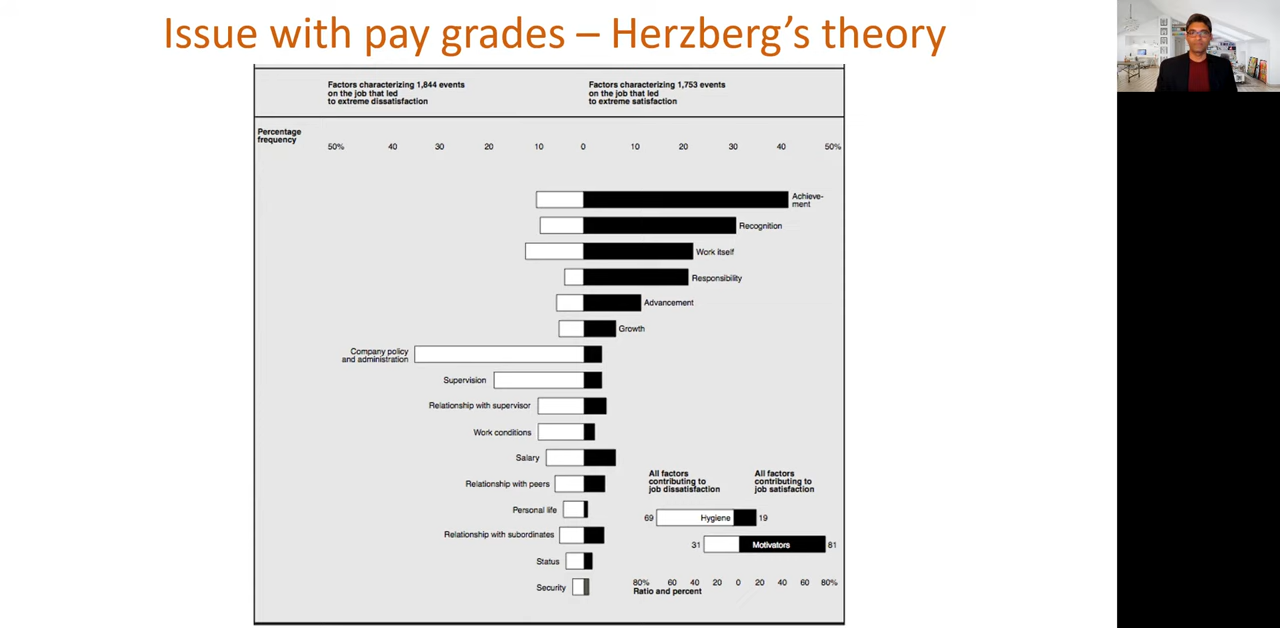 Issue with pay grades – Herzberg's theory
Factors characterizing 1,844 events
on the job that led
to extreme dissatisfaction
Factors characterizing 1,753 events
on the job that led
to extreme satisfaction
Percentage
frequency
50% 40 30 20 10 0 10 20 30 40 50%
Achieve-
ment
Recognition
Work itself
Responsibility
Advancement
Growth
Company policy
and administration
Supervision
Relationship with supervisor
Work conditions
Salary
Relationship with peers
Personal life
Relationship with subordinates
Status
Security
All factors
contributing to
job dissatisfaction
All factors
contributing to
job satisfaction
69 Hygiene 19
31 Motivators 81
80% 60 40 20 0 20 40 60 80%
Ratio and percent